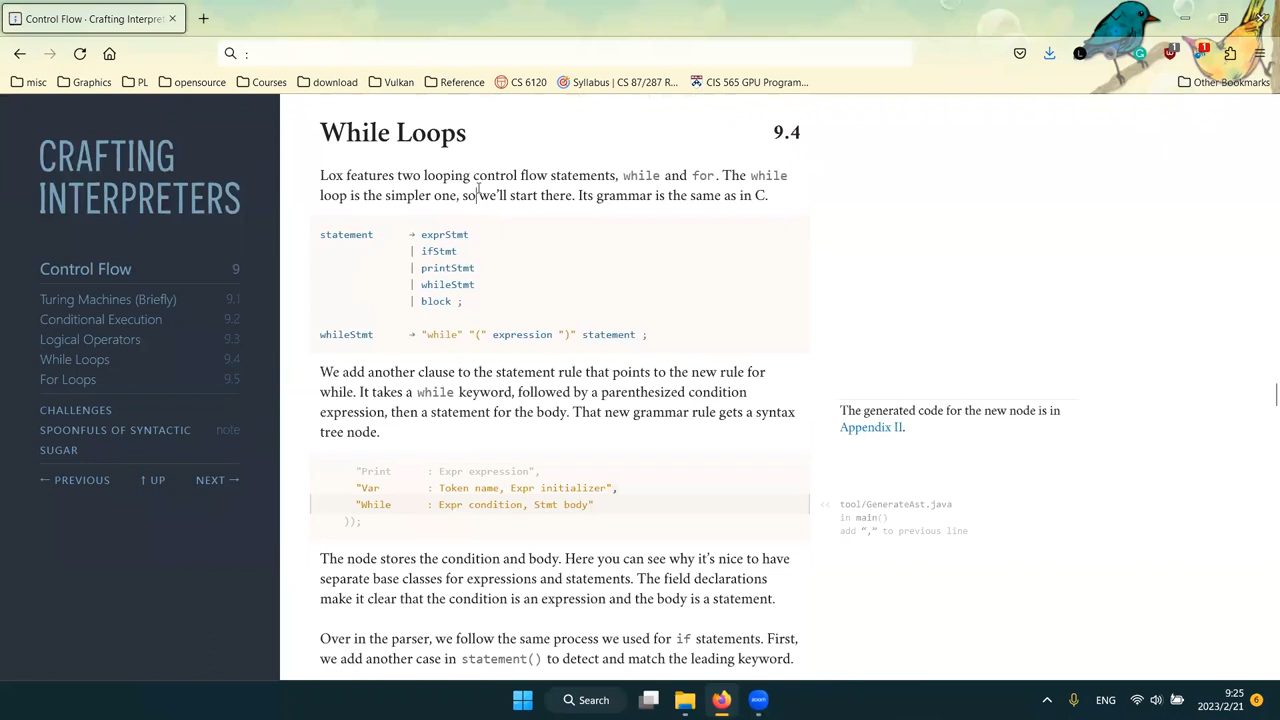 Control Flow · Crafting Interpret
:
misc
Graphics
PL
opensource
Courses
download
Vulkan
Reference
CS 6120
Syllabus | CS 87/287 R...
CIS 565 GPU Program...
Other Bookmarks
CRAFTING
INTERPRETERS
Control Flow 9
Turing Machines (Briefly) 9.1
Conditional Execution 9.2
Logical Operators 9.3
While Loops 9.4
For Loops 9.5
CHALLENGES
SPOONFULS OF SYNTACTIC note
SUGAR
← PREVIOUS ↑ UP NEXT →
While Loops 9.4
Lox features two looping control flow statements, while and for. The while
loop is the simpler one, so we’ll start there. Its grammar is the same as in C.
statement → exprStmt
| ifStmt
| printStmt
| whileStmt
| block ;
whileStmt → "while" "(" expression ")" statement ;
We add another clause to the statement rule that points to the new rule for
while. It takes a while keyword, followed by a parenthesized condition
expression, then a statement for the body. That new grammar rule gets a syntax
tree node.
The generated code for the new node is in
Appendix II.
"Print : Expr expression",
"Var : Token name, Expr initializer",
"While : Expr condition, Stmt body"
));
<< tool/GenerateAst.java
in main()
add “,” to previous line
The node stores the condition and body. Here you can see why it’s nice to have
separate base classes for expressions and statements. The field declarations
make it clear that the condition is an expression and the body is a statement.
Over in the parser, we follow the same process we used for if statements. First,
we add another case in statement() to detect and match the leading keyword.
Search
ENG
9:25
2023/2/21
6